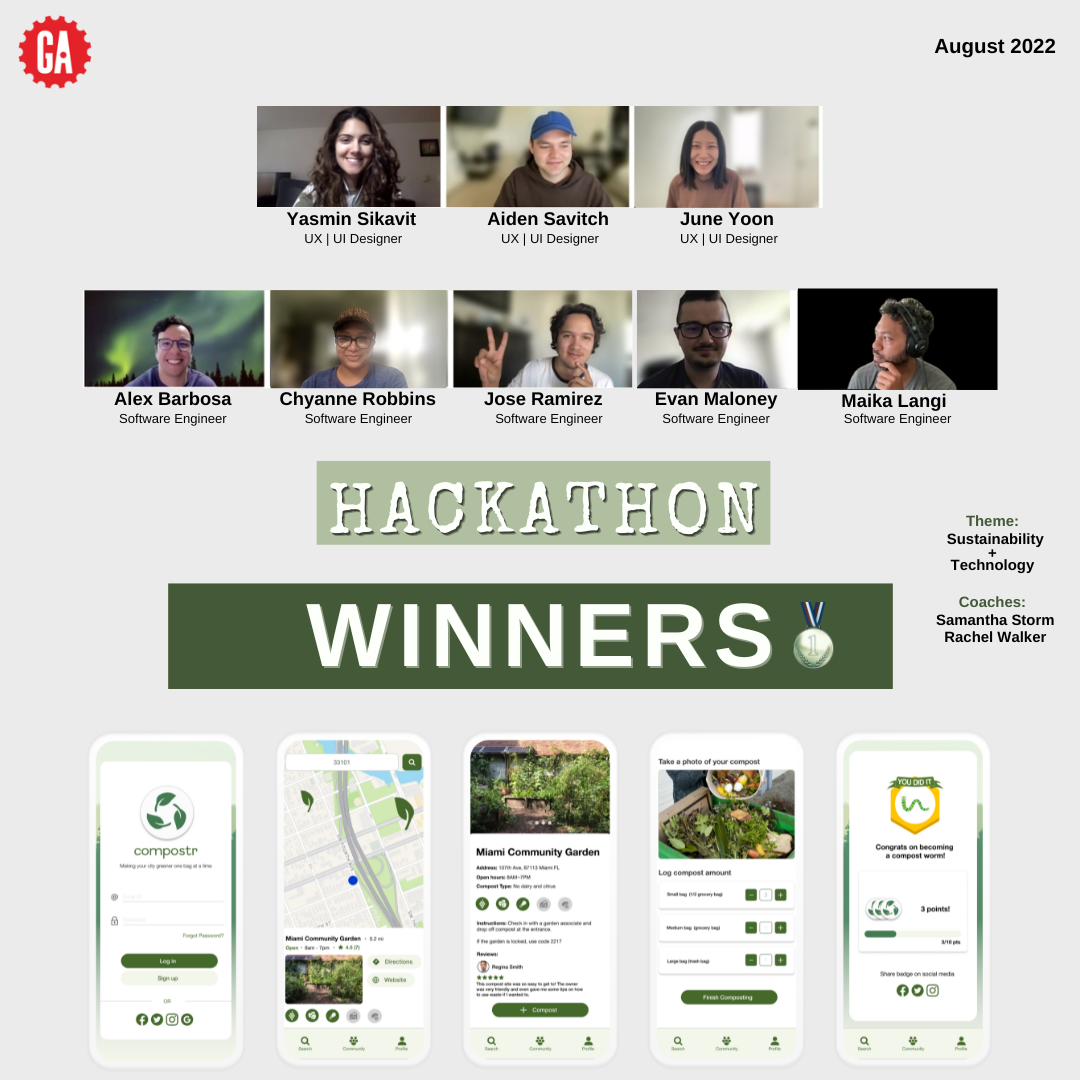 GA
August 2022
Yasmin Sikavit
UX | UI Designer
Aiden Savitch
UX | UI Designer
June Yoon
UX | UI Designer
Alex Barbosa
Software Engineer
Chyanne Robbins
Software Engineer
Jose Ramirez
Software Engineer
Evan Maloney
Software Engineer
Maika Langi
Software Engineer
HACKATHON
WINNERS
1
Theme:
Sustainability
+
Technology
Coaches:
Samantha Storm
Rachel Walker
compostr
Making your city greener one bag at a time
@
Forgot Password?
Log in
Sign up
OR
33101
Miami Community Garden • 5.2 mi
Open • 8am - 7pm • ★ 4.5 (7)
Directions
Website
Search
Community
Profile
Miami Community Garden
Address: 107th Ave, 97113 Miami FL
Open hours: 8AM–7PM
Compost Type: No dairy and citrus
Instructions: Check in with a garden associate and
drop off compost at the entrance.
If the garden is locked, use code 2217
Reviews:
Regina Smith
★★★★★
This compost site was so easy to get to! The owner
was very friendly and even gave me some tips on how
to use waste if I wanted to.
+ Compost
Search
Community
Profile
Take a photo of your compost
Log compost amount
Small bag (1/2 grocery bag)
Medium bag (grocery bag)
Large bag (trash bag)
Finish Composting
Search
Community
Profile
YOU DID IT
Congrats on becoming
a compost worm!
3 points!
3/10 pts
Share badge on social media
Search
Community
Profile